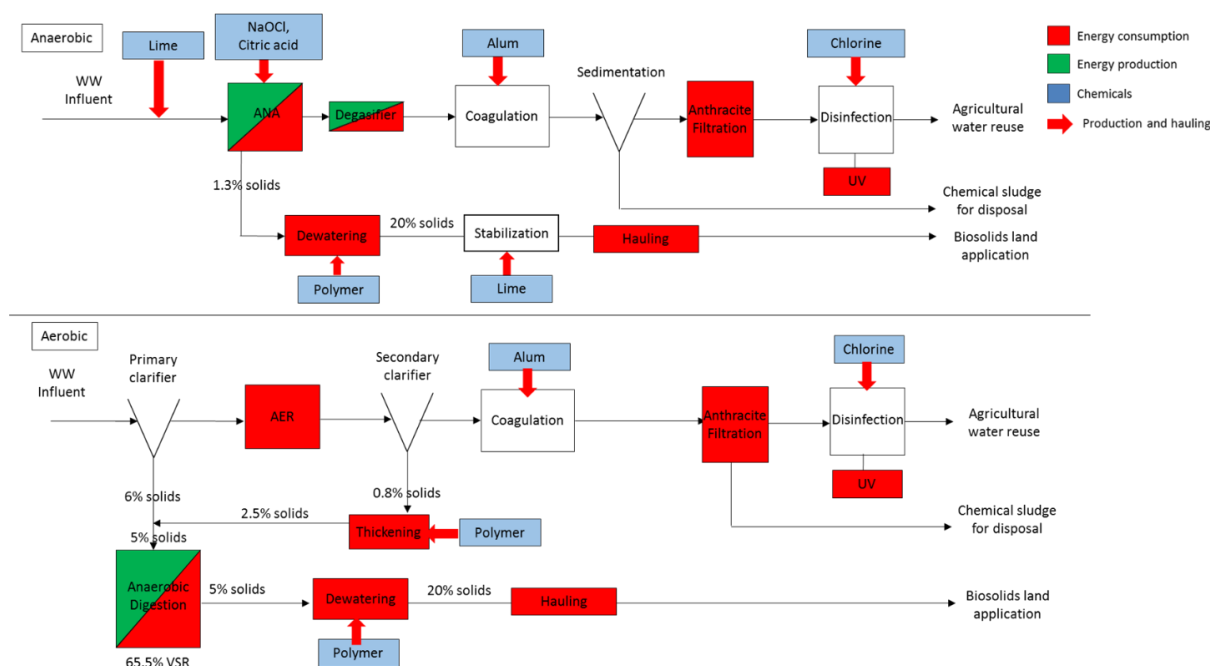 Anaerobic
Lime
NaOCl,
Citric acid
Alum
Chlorine
Energy consumption
Energy production
Chemicals
Production and hauling
WW
Influent
ANA
Degasifier
Coagulation
Sedimentation
Anthracite
Filtration
Disinfection
UV
Agricultural
water reuse
1.3% solids
Chemical sludge
for disposal
Dewatering
20% solids
Stabilization
Hauling
Biosolids land
application
Polymer
Lime
Aerobic
WW
Influent
Primary
clarifier
AER
Secondary
clarifier
Alum
Coagulation
Anthracite
Filtration
Chlorine
Disinfection
UV
Agricultural
water reuse
6% solids
0.8% solids
2.5% solids
Thickening
Polymer
Chemical sludge
for disposal
5% solids
Anaerobic
Digestion
5% solids
Dewatering
20% solids
Hauling
Biosolids land
application
Polymer
65.5% VSR